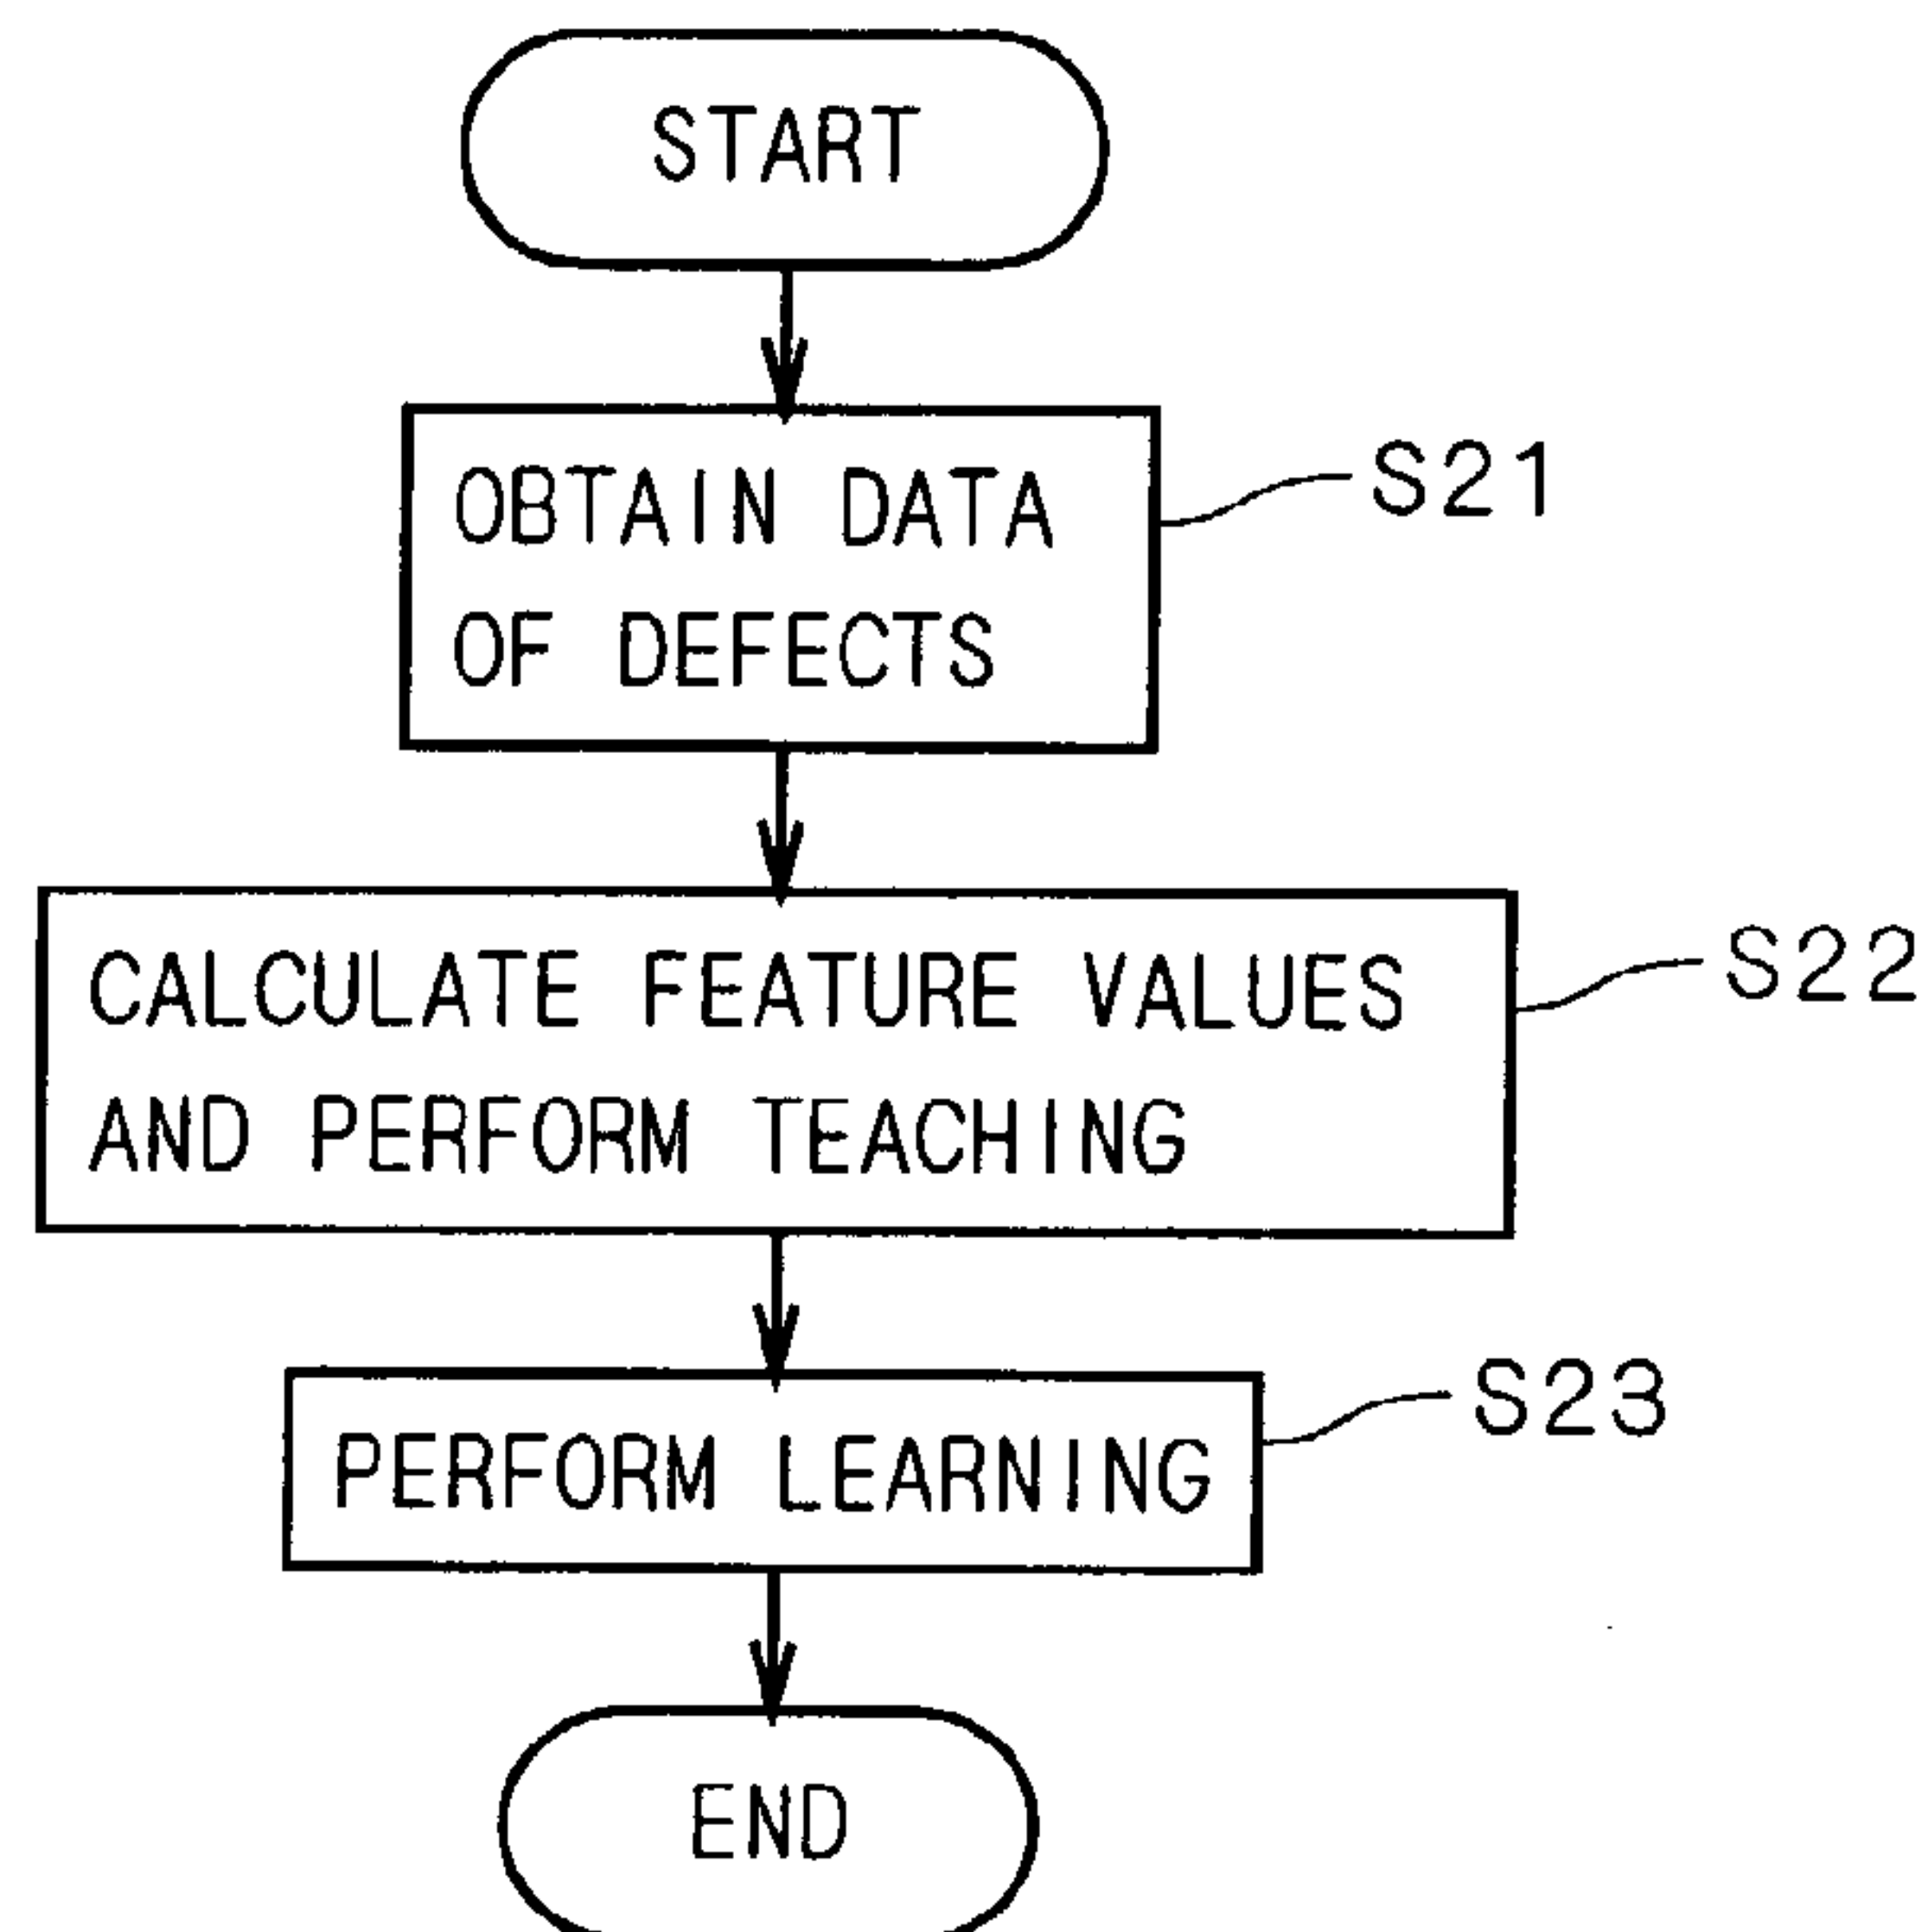 START
OBTAIN DATA
OF DEFECTS
S21
CALCULATE FEATURE VALUES
AND PERFORM TEACHING
S22
PERFORM LEARNING
S23
END